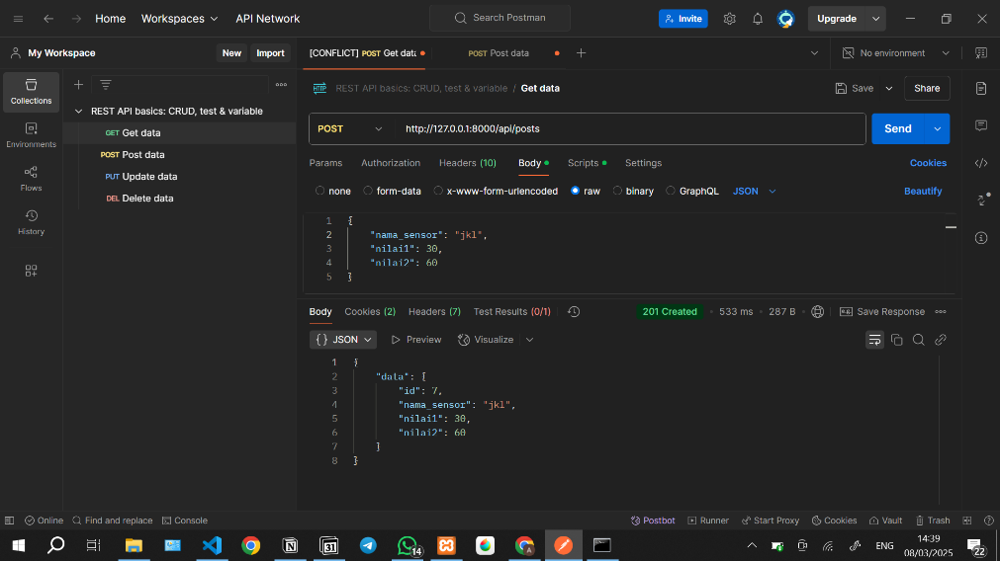 Home Workspaces API Network Search Postman Invite Upgrade
My Workspace New Import [CONFLICT] POST Get data POST Post data No environment
Collections
Environments
Flows
History
REST API basics: CRUD, test & variable
GET Get data
POST Post data
PUT Update data
DEL Delete data
HTTP REST API basics: CRUD, test & variable / Get data Save Share
POST http://127.0.0.1:8000/api/posts Send
Params Authorization Headers (10) Body Scripts Settings Cookies
none form-data x-www-form-urlencoded raw binary GraphQL JSON Beautify
1 {
2 "nama_sensor": "jkl",
3 "nilai1": 30,
4 "nilai2": 60
5 }
Body Cookies (2) Headers (7) Test Results (0/1) 201 Created 533 ms 287 B Save Response
{ } JSON Preview Visualize
1 {
2 "data": {
3 "id": 7,
4 "nama_sensor": "jkl",
5 "nilai1": 30,
6 "nilai2": 60
7 }
8 }
Online Find and replace Console Postbot Runner Start Proxy Cookies Vault Trash
31 14 A ENG 14:39
08/03/2025 22